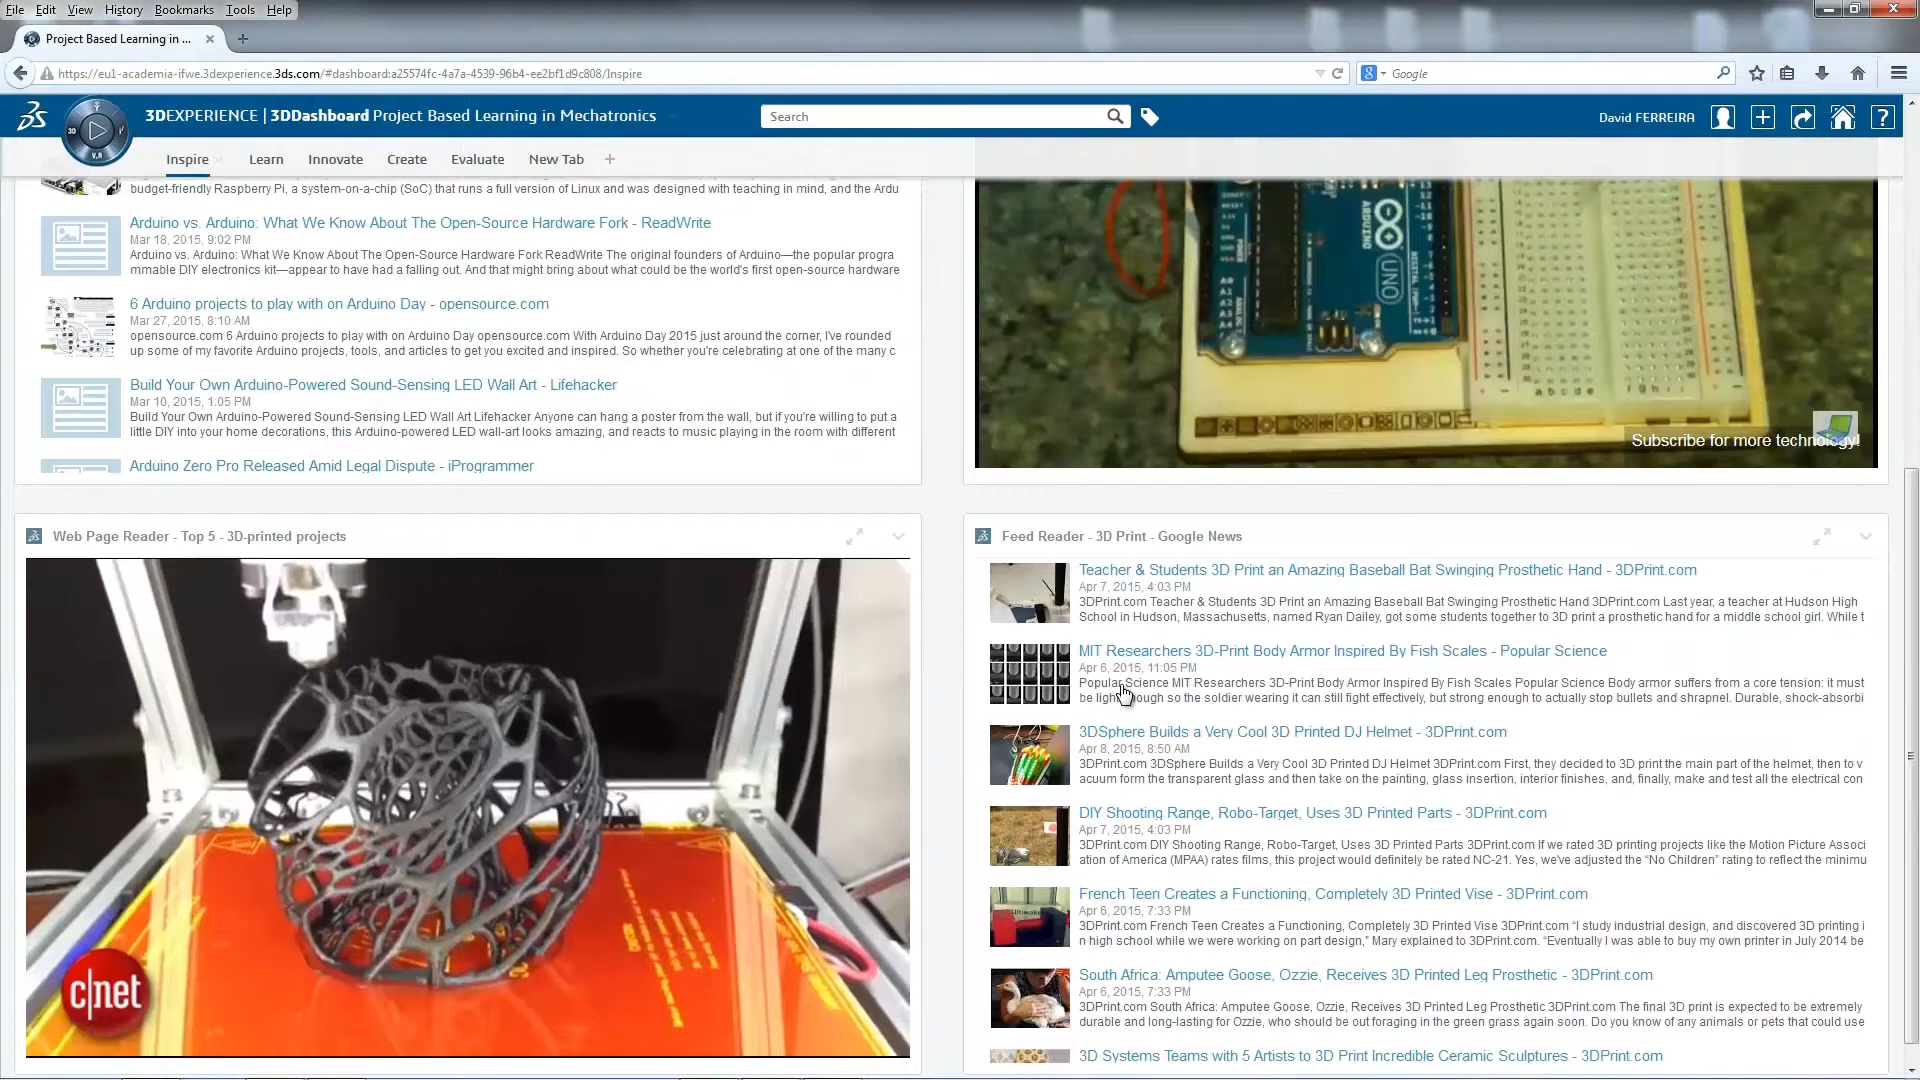 File Edit View History Bookmarks Tools Help
Project Based Learning in ...
https://eu1-academia-ifwe.3dexperience.3ds.com/#dashboard:a25574fc-4a7a-4539-96b4-ee2bf1d9c808/Inspire
Google
3DEXPERIENCE | 3DDashboard Project Based Learning in Mechatronics
Search
David FERREIRA
Inspire Learn Innovate Create Evaluate New Tab +
budget-friendly Raspberry Pi, a system-on-a-chip (SoC) that runs a full version of Linux and was designed with teaching in mind, and the Ardu
Arduino vs. Arduino: What We Know About The Open-Source Hardware Fork - ReadWrite
Mar 18, 2015, 9:02 PM
Arduino vs. Arduino: What We Know About The Open-Source Hardware Fork ReadWrite The original founders of Arduino—the popular progra
mmable DIY electronics kit—appear to have had a falling out. And that might bring about what could be the world's first open-source hardware
6 Arduino projects to play with on Arduino Day - opensource.com
Mar 27, 2015, 8:10 AM
opensource.com 6 Arduino projects to play with on Arduino Day opensource.com With Arduino Day 2015 just around the corner, I've rounded
up some of my favorite Arduino projects, tools, and articles to get you excited and inspired. So whether you're celebrating at one of the many c
Build Your Own Arduino-Powered Sound-Sensing LED Wall Art - Lifehacker
Mar 10, 2015, 1:05 PM
Build Your Own Arduino-Powered Sound-Sensing LED Wall Art Lifehacker Anyone can hang a poster from the wall, but if you're willing to put a
little DIY into your home decorations, this Arduino-powered LED wall-art looks amazing, and reacts to music playing in the room with different
Arduino Zero Pro Released Amid Legal Dispute - iProgrammer
ARDUINO
UNO
Subscribe for more technology!
Web Page Reader - Top 5 - 3D-printed projects
c|net
Feed Reader - 3D Print - Google News
Teacher & Students 3D Print an Amazing Baseball Bat Swinging Prosthetic Hand - 3DPrint.com
Apr 7, 2015, 4:03 PM
3DPrint.com Teacher & Students 3D Print an Amazing Baseball Bat Swinging Prosthetic Hand 3DPrint.com Last year, a teacher at Hudson High
School in Hudson, Massachusetts, named Ryan Dailey, got some students together to 3D print a prosthetic hand for a middle school girl. While t
MIT Researchers 3D-Print Body Armor Inspired By Fish Scales - Popular Science
Apr 6, 2015, 11:05 PM
Popular Science MIT Researchers 3D-Print Body Armor Inspired By Fish Scales Popular Science Body armor suffers from a core tension: it must
be light enough so the soldier wearing it can still fight effectively, but strong enough to actually stop bullets and shrapnel. Durable, shock-absorbi
3DSphere Builds a Very Cool 3D Printed DJ Helmet - 3DPrint.com
Apr 8, 2015, 8:50 AM
3DPrint.com 3DSphere Builds a Very Cool 3D Printed DJ Helmet 3DPrint.com First, they decided to 3D print the main part of the helmet, then to v
acuum form the transparent glass and then take on the painting, glass insertion, interior finishes, and, finally, make and test all the electrical con
DIY Shooting Range, Robo-Target, Uses 3D Printed Parts - 3DPrint.com
Apr 7, 2015, 4:03 PM
3DPrint.com DIY Shooting Range, Robo-Target, Uses 3D Printed Parts 3DPrint.com If we rated 3D printing projects like the Motion Picture Associ
ation of America (MPAA) rates films, this project would definitely be rated NC-21. Yes, we've adjusted the “No Children” rating to reflect the minimu
French Teen Creates a Functioning, Completely 3D Printed Vise - 3DPrint.com
Apr 6, 2015, 7:33 PM
3DPrint.com French Teen Creates a Functioning, Completely 3D Printed Vise 3DPrint.com “I study industrial design, and discovered 3D printing i
n high school while we were working on part design,” Mary explained to 3DPrint.com. “Eventually I was able to buy my own printer in July 2014 be
South Africa: Amputee Goose, Ozzie, Receives 3D Printed Leg Prosthetic - 3DPrint.com
Apr 6, 2015, 7:33 PM
3DPrint.com South Africa: Amputee Goose, Ozzie, Receives 3D Printed Leg Prosthetic 3DPrint.com The final 3D print is expected to be extremely
durable and long-lasting for Ozzie, who should be out foraging in the green grass again soon. Do you know of any animals or pets that could use
3D Systems Teams with 5 Artists to 3D Print Incredible Ceramic Sculptures - 3DPrint.com